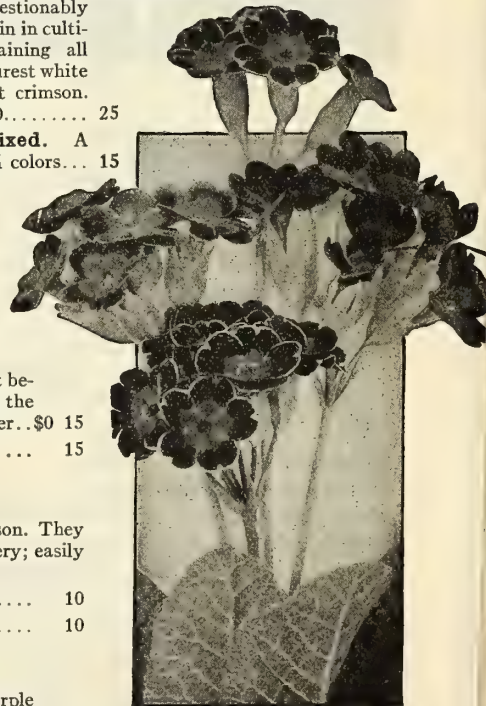 estionably
in in culti-
aining all
urest white
t crimson.
......... 25
ixed. A
colors... 15
t be-
the
er..$0 15
... 15
son. They
ery; easily
.... 10
.... 10
rple